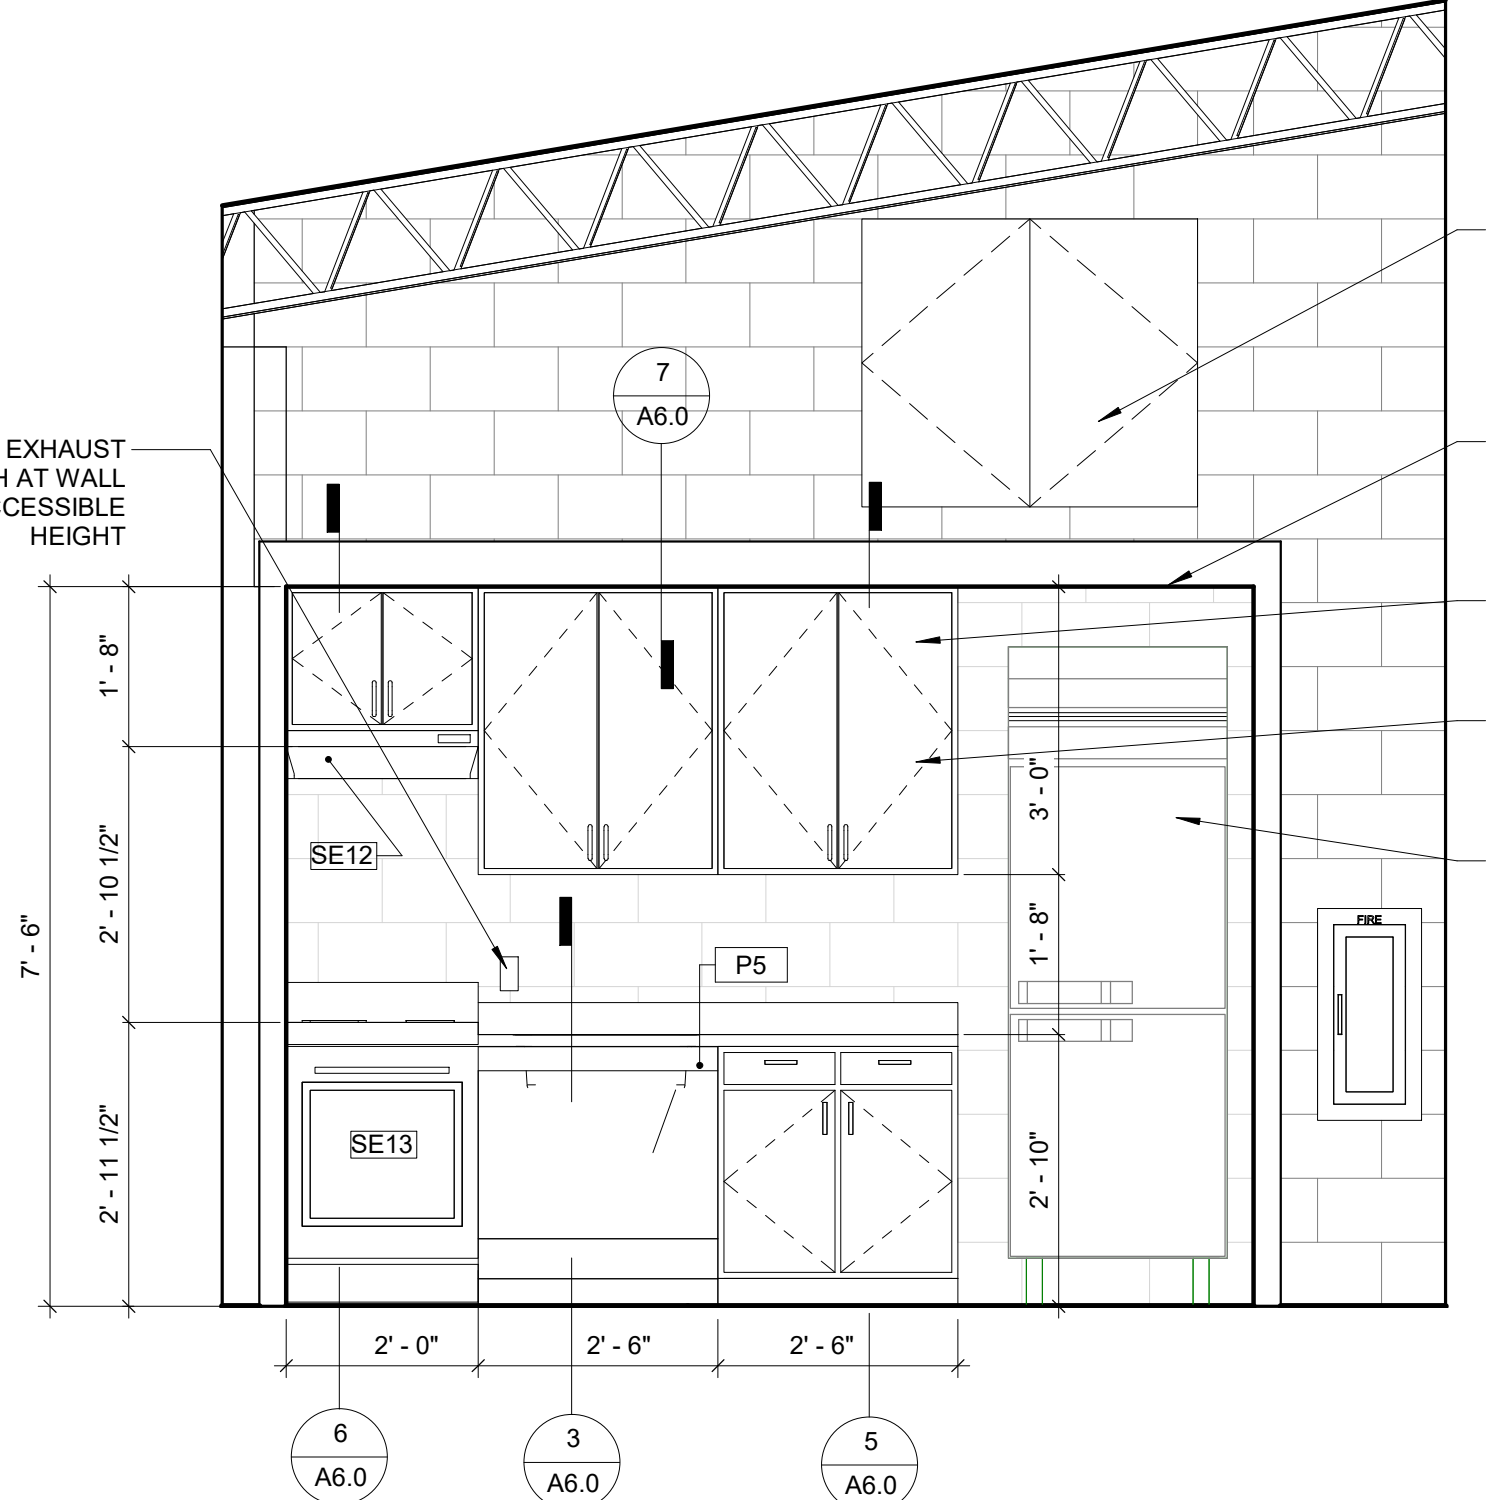 7
A6.0
EXHAUST
H AT WALL
CCESSIBLE
HEIGHT
1' - 8"
2' - 10 1/2"
7' - 6"
2' - 11 1/2"
SE12
P5
SE13
3' - 0"
1' - 8"
2' - 10"
FIRE
2' - 0"
2' - 6"
2' - 6"
6
A6.0
3
A6.0
5
A6.0